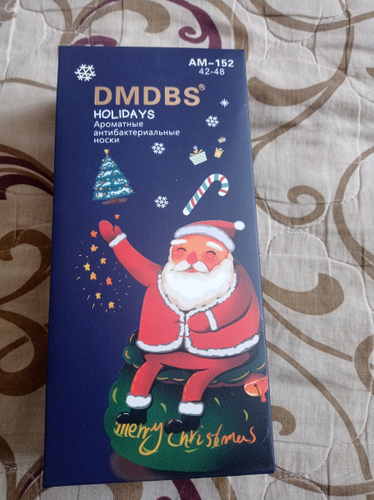 AM-152
42-48
DMDBS®
HOLIDAYS
Ароматные
антибактериальные
носки
merry christmas